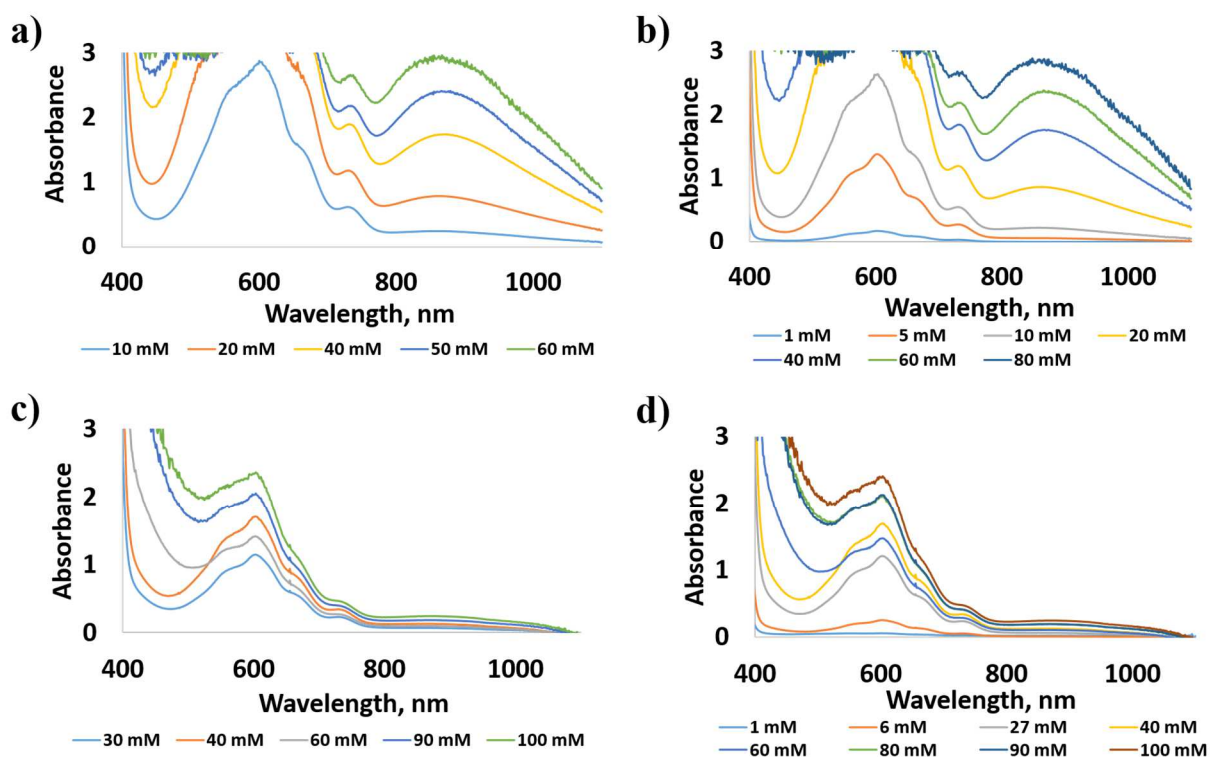 a)
3
2
1
0
Absorbance
400 600 800 1000
Wavelength, nm
10 mM 20 mM 40 mM 50 mM 60 mM
b)
3
2
1
0
Absorbance
400 600 800 1000
Wavelength, nm
1 mM 5 mM 10 mM 20 mM
40 mM 60 mM 80 mM
c)
3
2
1
0
Absorbance
400 600 800 1000
Wavelength, nm
30 mM 40 mM 60 mM 90 mM 100 mM
d)
3
2
1
0
Absorbance
400 600 800 1000
Wavelength, nm
1 mM 6 mM 27 mM 40 mM
60 mM 80 mM 90 mM 100 mM